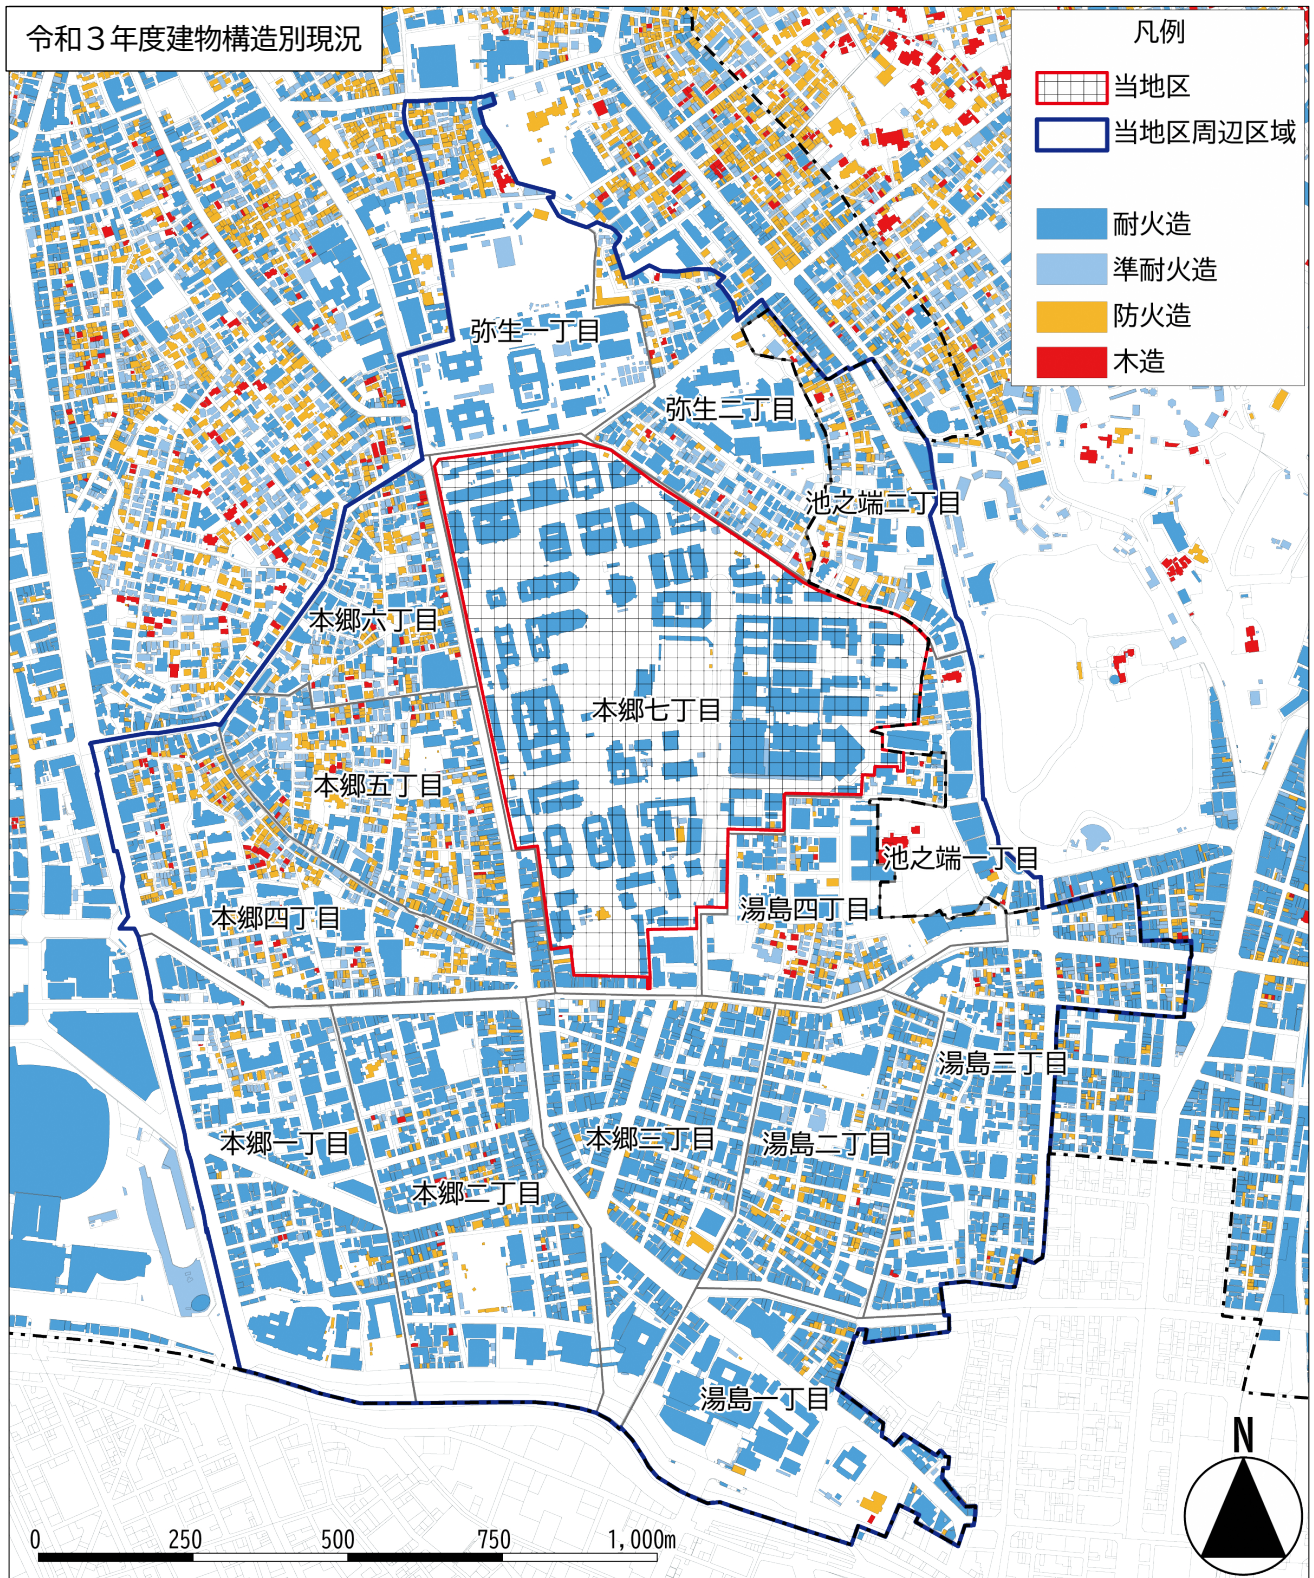 令和３年度建物構造別現況
凡例
当地区
当地区周辺区域
耐火造
準耐火造
防火造
木造
弥生一丁目
弥生二丁目
池之端二丁目
本郷六丁目
本郷七丁目
本郷五丁目
池之端一丁目
湯島四丁目
本郷四丁目
湯島三丁目
本郷一丁目
本郷三丁目
湯島二丁目
本郷二丁目
湯島一丁目
N
0 250 500 750 1,000m